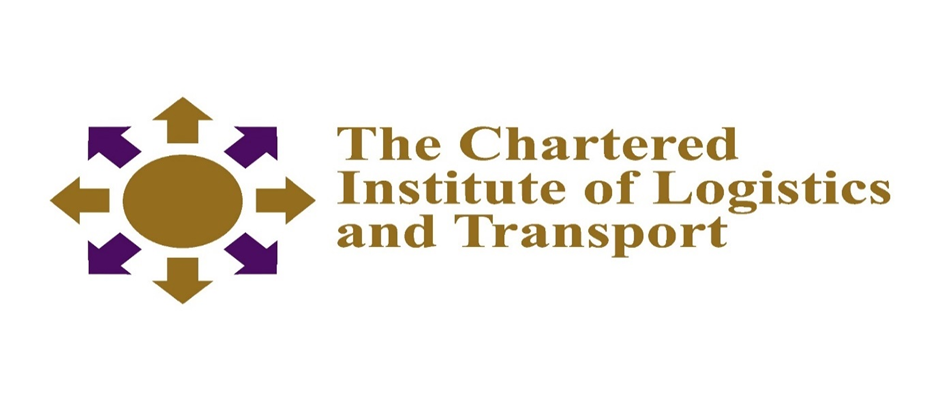 The Chartered
Institute of Logistics
and Transport